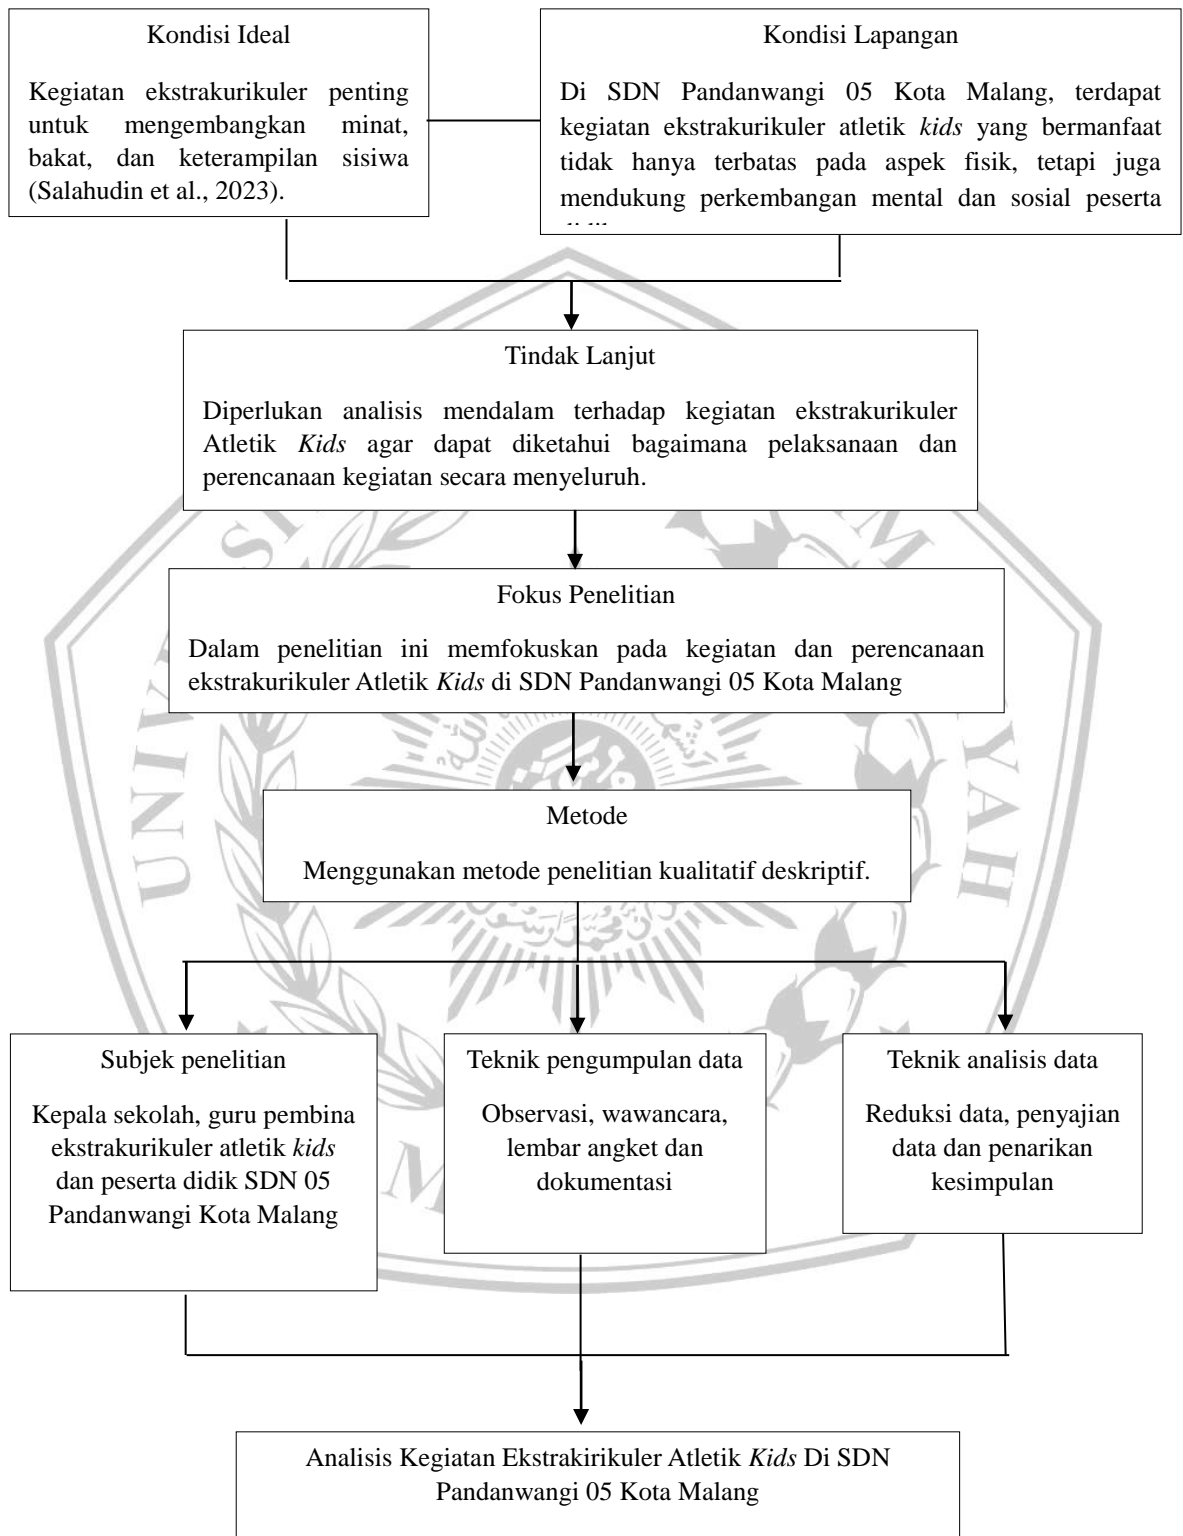 Kondisi Ideal
Kegiatan ekstrakurikuler penting
untuk mengembangkan minat,
bakat, dan keterampilan sisiwa
(Salahudin et al., 2023).
Kondisi Lapangan
Di SDN Pandanwangi 05 Kota Malang, terdapat
kegiatan ekstrakurikuler atletik kids yang bermanfaat
tidak hanya terbatas pada aspek fisik, tetapi juga
mendukung perkembangan mental dan sosial peserta
Tindak Lanjut
Diperlukan analisis mendalam terhadap kegiatan ekstrakurikuler
Atletik Kids agar dapat diketahui bagaimana pelaksanaan dan
perencanaan kegiatan secara menyeluruh.
Fokus Penelitian
Dalam penelitian ini memfokuskan pada kegiatan dan perencanaan
ekstrakurikuler Atletik Kids di SDN Pandanwangi 05 Kota Malang
Metode
Menggunakan metode penelitian kualitatif deskriptif.
Subjek penelitian
Kepala sekolah, guru pembina
ekstrakurikuler atletik kids
dan peserta didik SDN 05
Pandanwangi Kota Malang
Teknik pengumpulan data
Observasi, wawancara,
lembar angket dan
dokumentasi
Teknik analisis data
Reduksi data, penyajian
data dan penarikan
kesimpulan
Analisis Kegiatan Ekstrakirikuler Atletik Kids Di SDN
Pandanwangi 05 Kota Malang